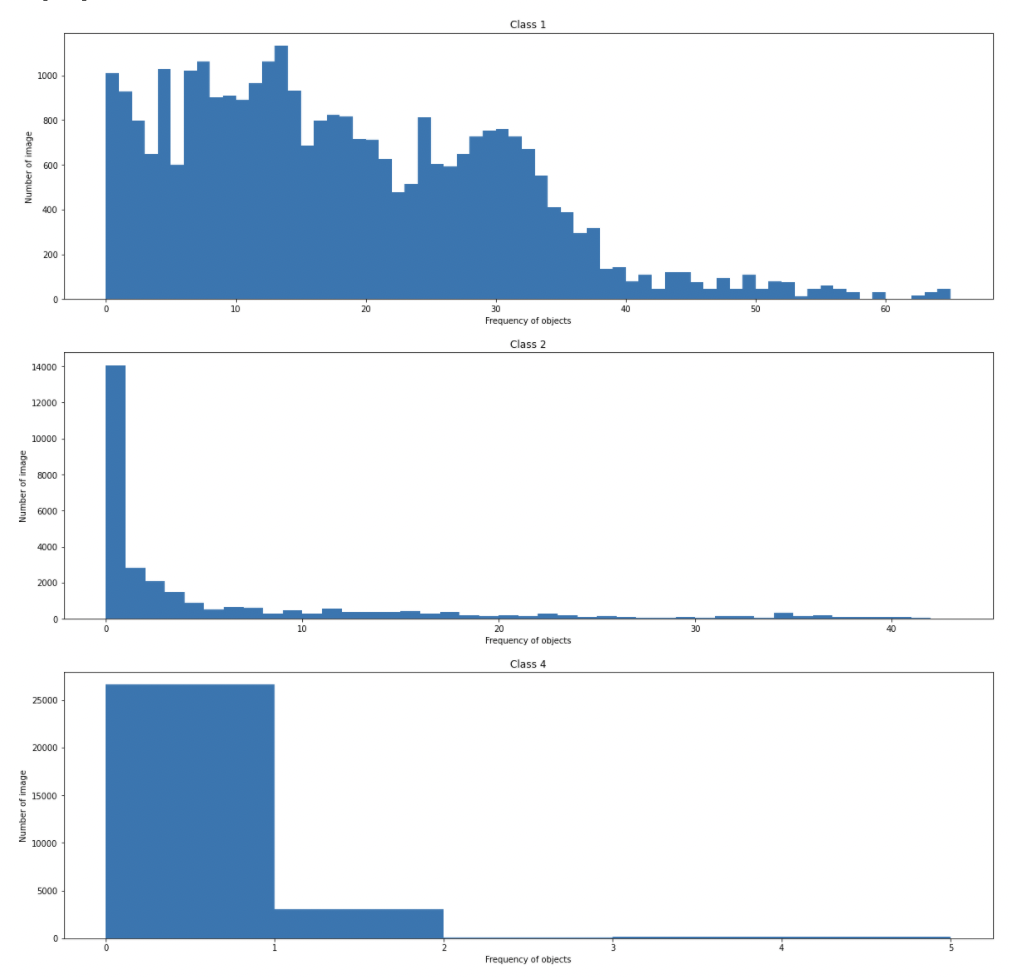 Class 1
Number of image
1000
800
600
400
200
0
0 10 20 30 40 50 60
Frequency of objects
Class 2
Number of image
14000
12000
10000
8000
6000
4000
2000
0
0 10 20 30 40
Frequency of objects
Class 4
Number of image
25000
20000
15000
10000
5000
0
0 1 2 3 4 5
Frequency of objects